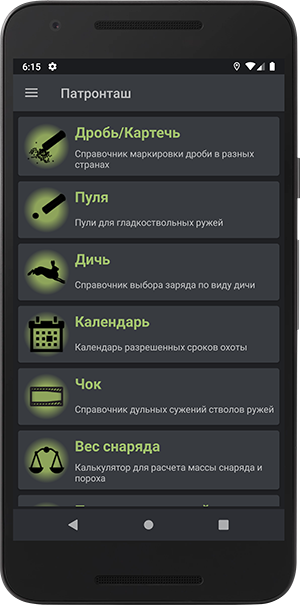 6:15
Патронташ
Дробь/Картечь
Справочник маркировки дроби в разных
странах
Пуля
Пули для гладкоствольных ружей
Дичь
Справочник выбора заряда по виду дичи
Календарь
Календарь разрешенных сроков охоты
Чок
Справочник дульных сужений стволов ружей
Вес снаряда
Калькулятор для расчета массы снаряда и
пороха